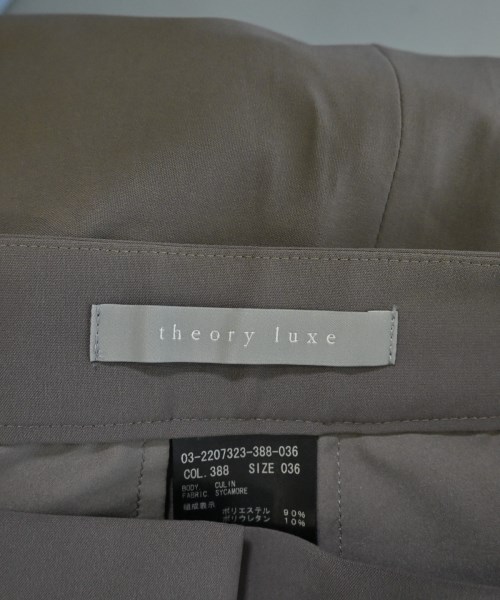 theory luxe
03-2207323-388-036
COL. 388 SIZE 036
BODY CULIN
FABRIC SYCAMORE
組成表示
ポリエステル 90%
ポリウレタン 10%